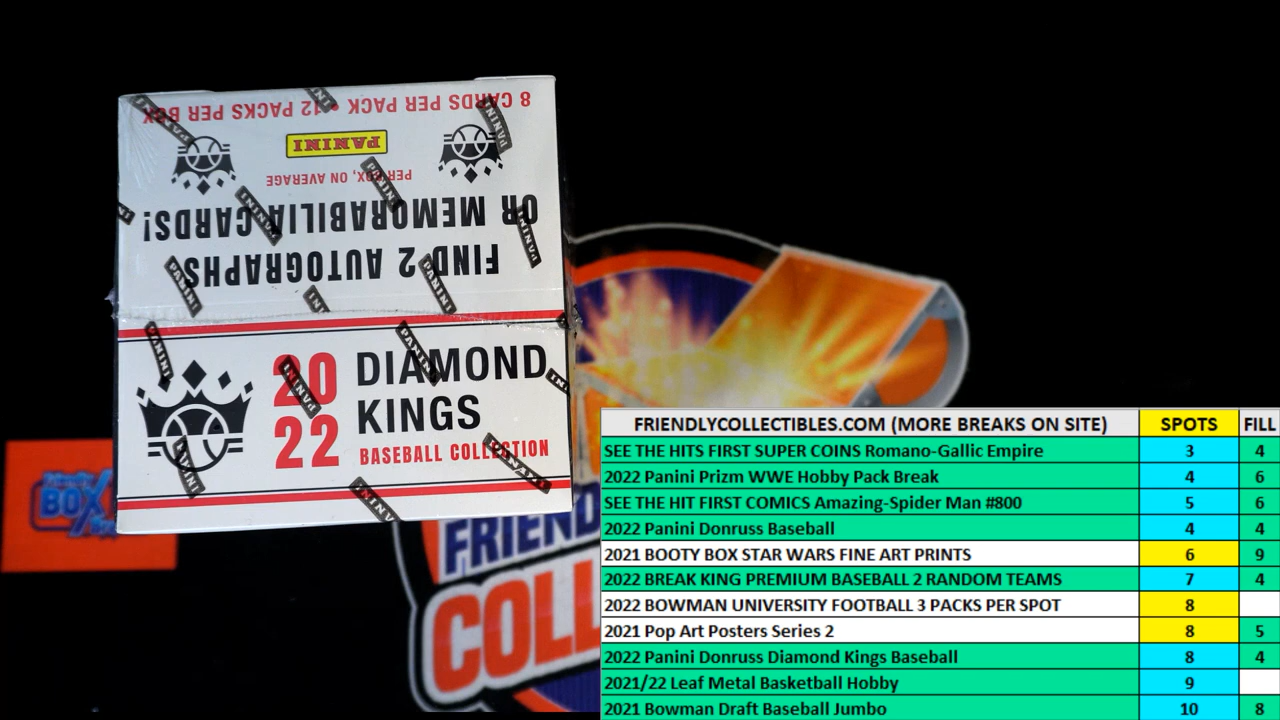 8 CARDS PER PACK • 12 PACKS PER BOX
PANINI
PER BOX, ON AVERAGE
FIND 2 AUTOGRAPHS
OR MEMORABILIA CARDS!
2022
DIAMOND
KINGS
BASEBALL COLLECTION
BOX
FRIEND
COLL
FRIENDLYCOLLECTIBLES.COM (MORE BREAKS ON SITE) SPOTS FILL
SEE THE HITS FIRST SUPER COINS Romano-Gallic Empire 3 4
2022 Panini Prizm WWE Hobby Pack Break 4 6
SEE THE HIT FIRST COMICS Amazing-Spider Man #800 5 6
2022 Panini Donruss Baseball 4 4
2021 BOOTY BOX STAR WARS FINE ART PRINTS 6 9
2022 BREAK KING PREMIUM BASEBALL 2 RANDOM TEAMS 7 4
2022 BOWMAN UNIVERSITY FOOTBALL 3 PACKS PER SPOT 8
2021 Pop Art Posters Series 2 8 5
2022 Panini Donruss Diamond Kings Baseball 8 4
2021/22 Leaf Metal Basketball Hobby 9
2021 Bowman Draft Baseball Jumbo 10 8